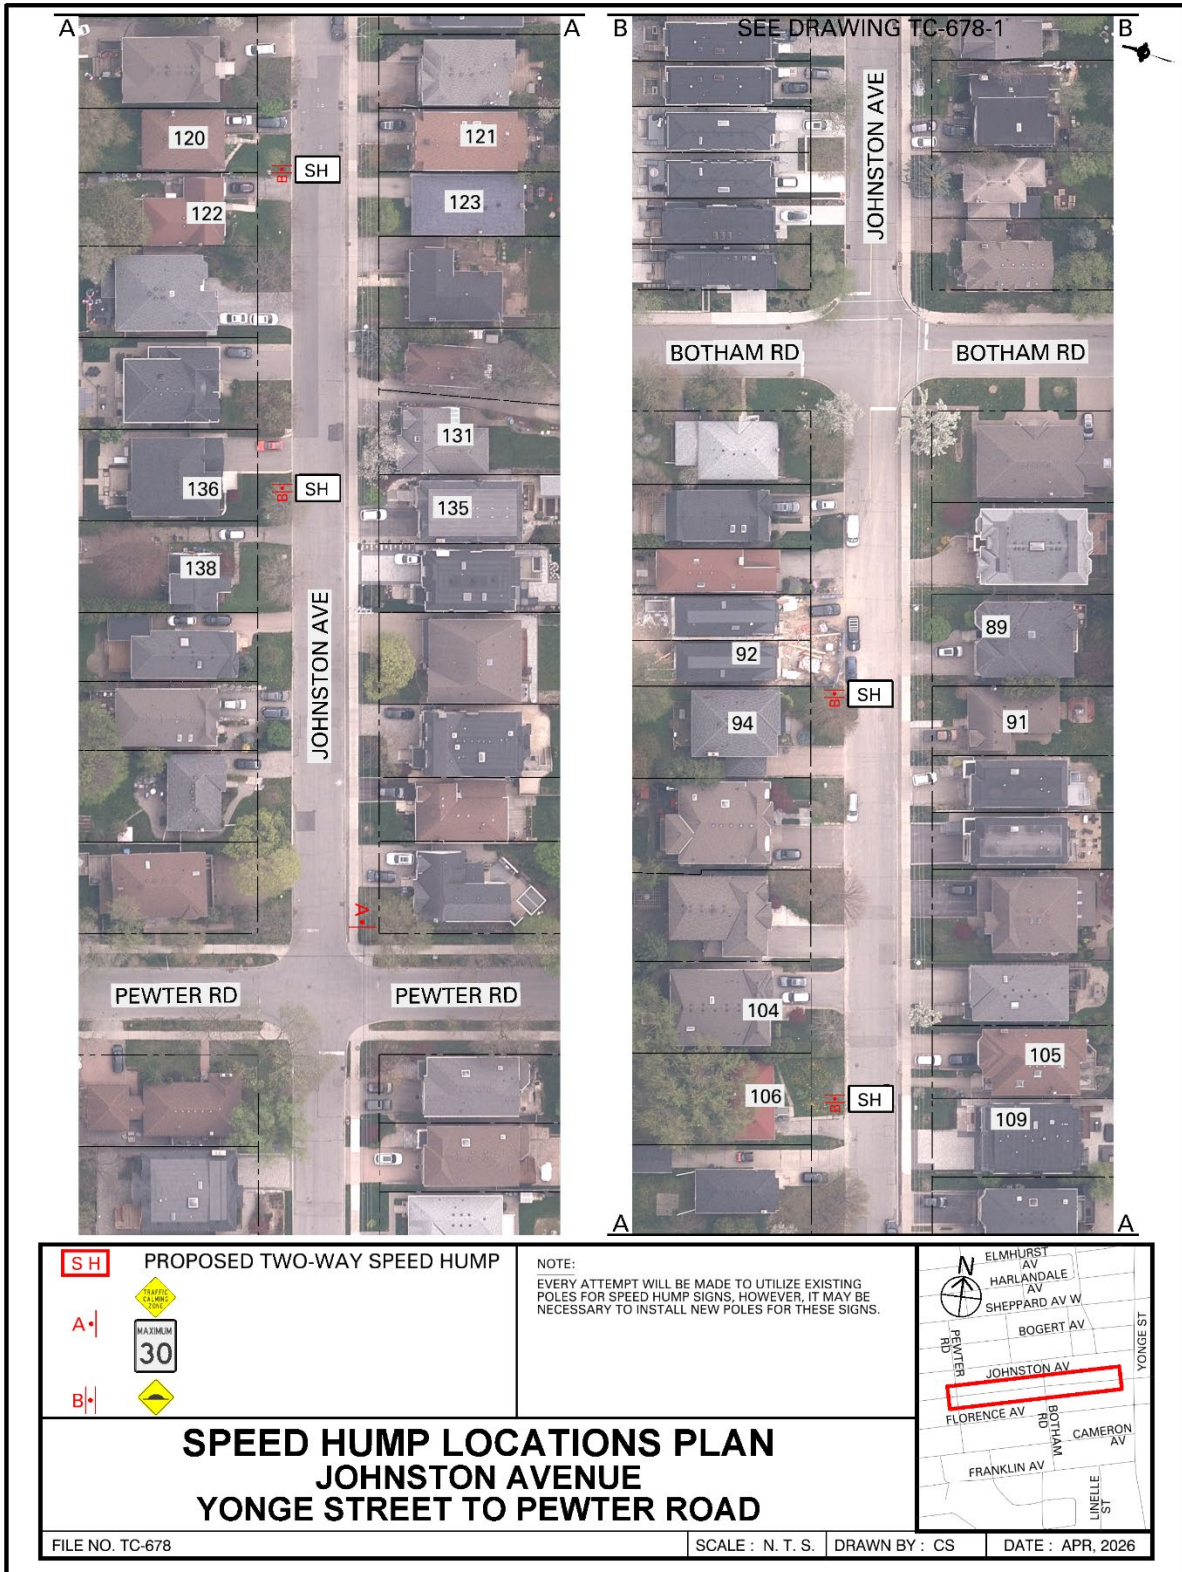 A A
120
121
SH
B
122
123
131
136
SH
B
135
138
JOHNSTON AVE
A
PEWTER RD PEWTER RD
B B
SEE DRAWING TC-678-1
JOHNSTON AVE
BOTHAM RD BOTHAM RD
89
92
SH
B
94
91
104
105
106
SH
B
109
A A
SH PROPOSED TWO-WAY SPEED HUMP
TRAFFIC
CALMING
ZONE
A
MAXIMUM
30
B
NOTE:
EVERY ATTEMPT WILL BE MADE TO UTILIZE EXISTING
POLES FOR SPEED HUMP SIGNS, HOWEVER, IT MAY BE
NECESSARY TO INSTALL NEW POLES FOR THESE SIGNS.
N
ELMHURST
AV
HARLANDALE
AV
SHEPPARD AV W
BOGERT AV
PEWTER
RD
YONGE ST
JOHNSTON AV
FLORENCE AV
BOTHAM
RD
CAMERON
AV
FRANKLIN AV
LINELLE
ST
SPEED HUMP LOCATIONS PLAN
JOHNSTON AVENUE
YONGE STREET TO PEWTER ROAD
FILE NO. TC-678
SCALE : N. T. S.
DRAWN BY : CS
DATE : APR, 2026